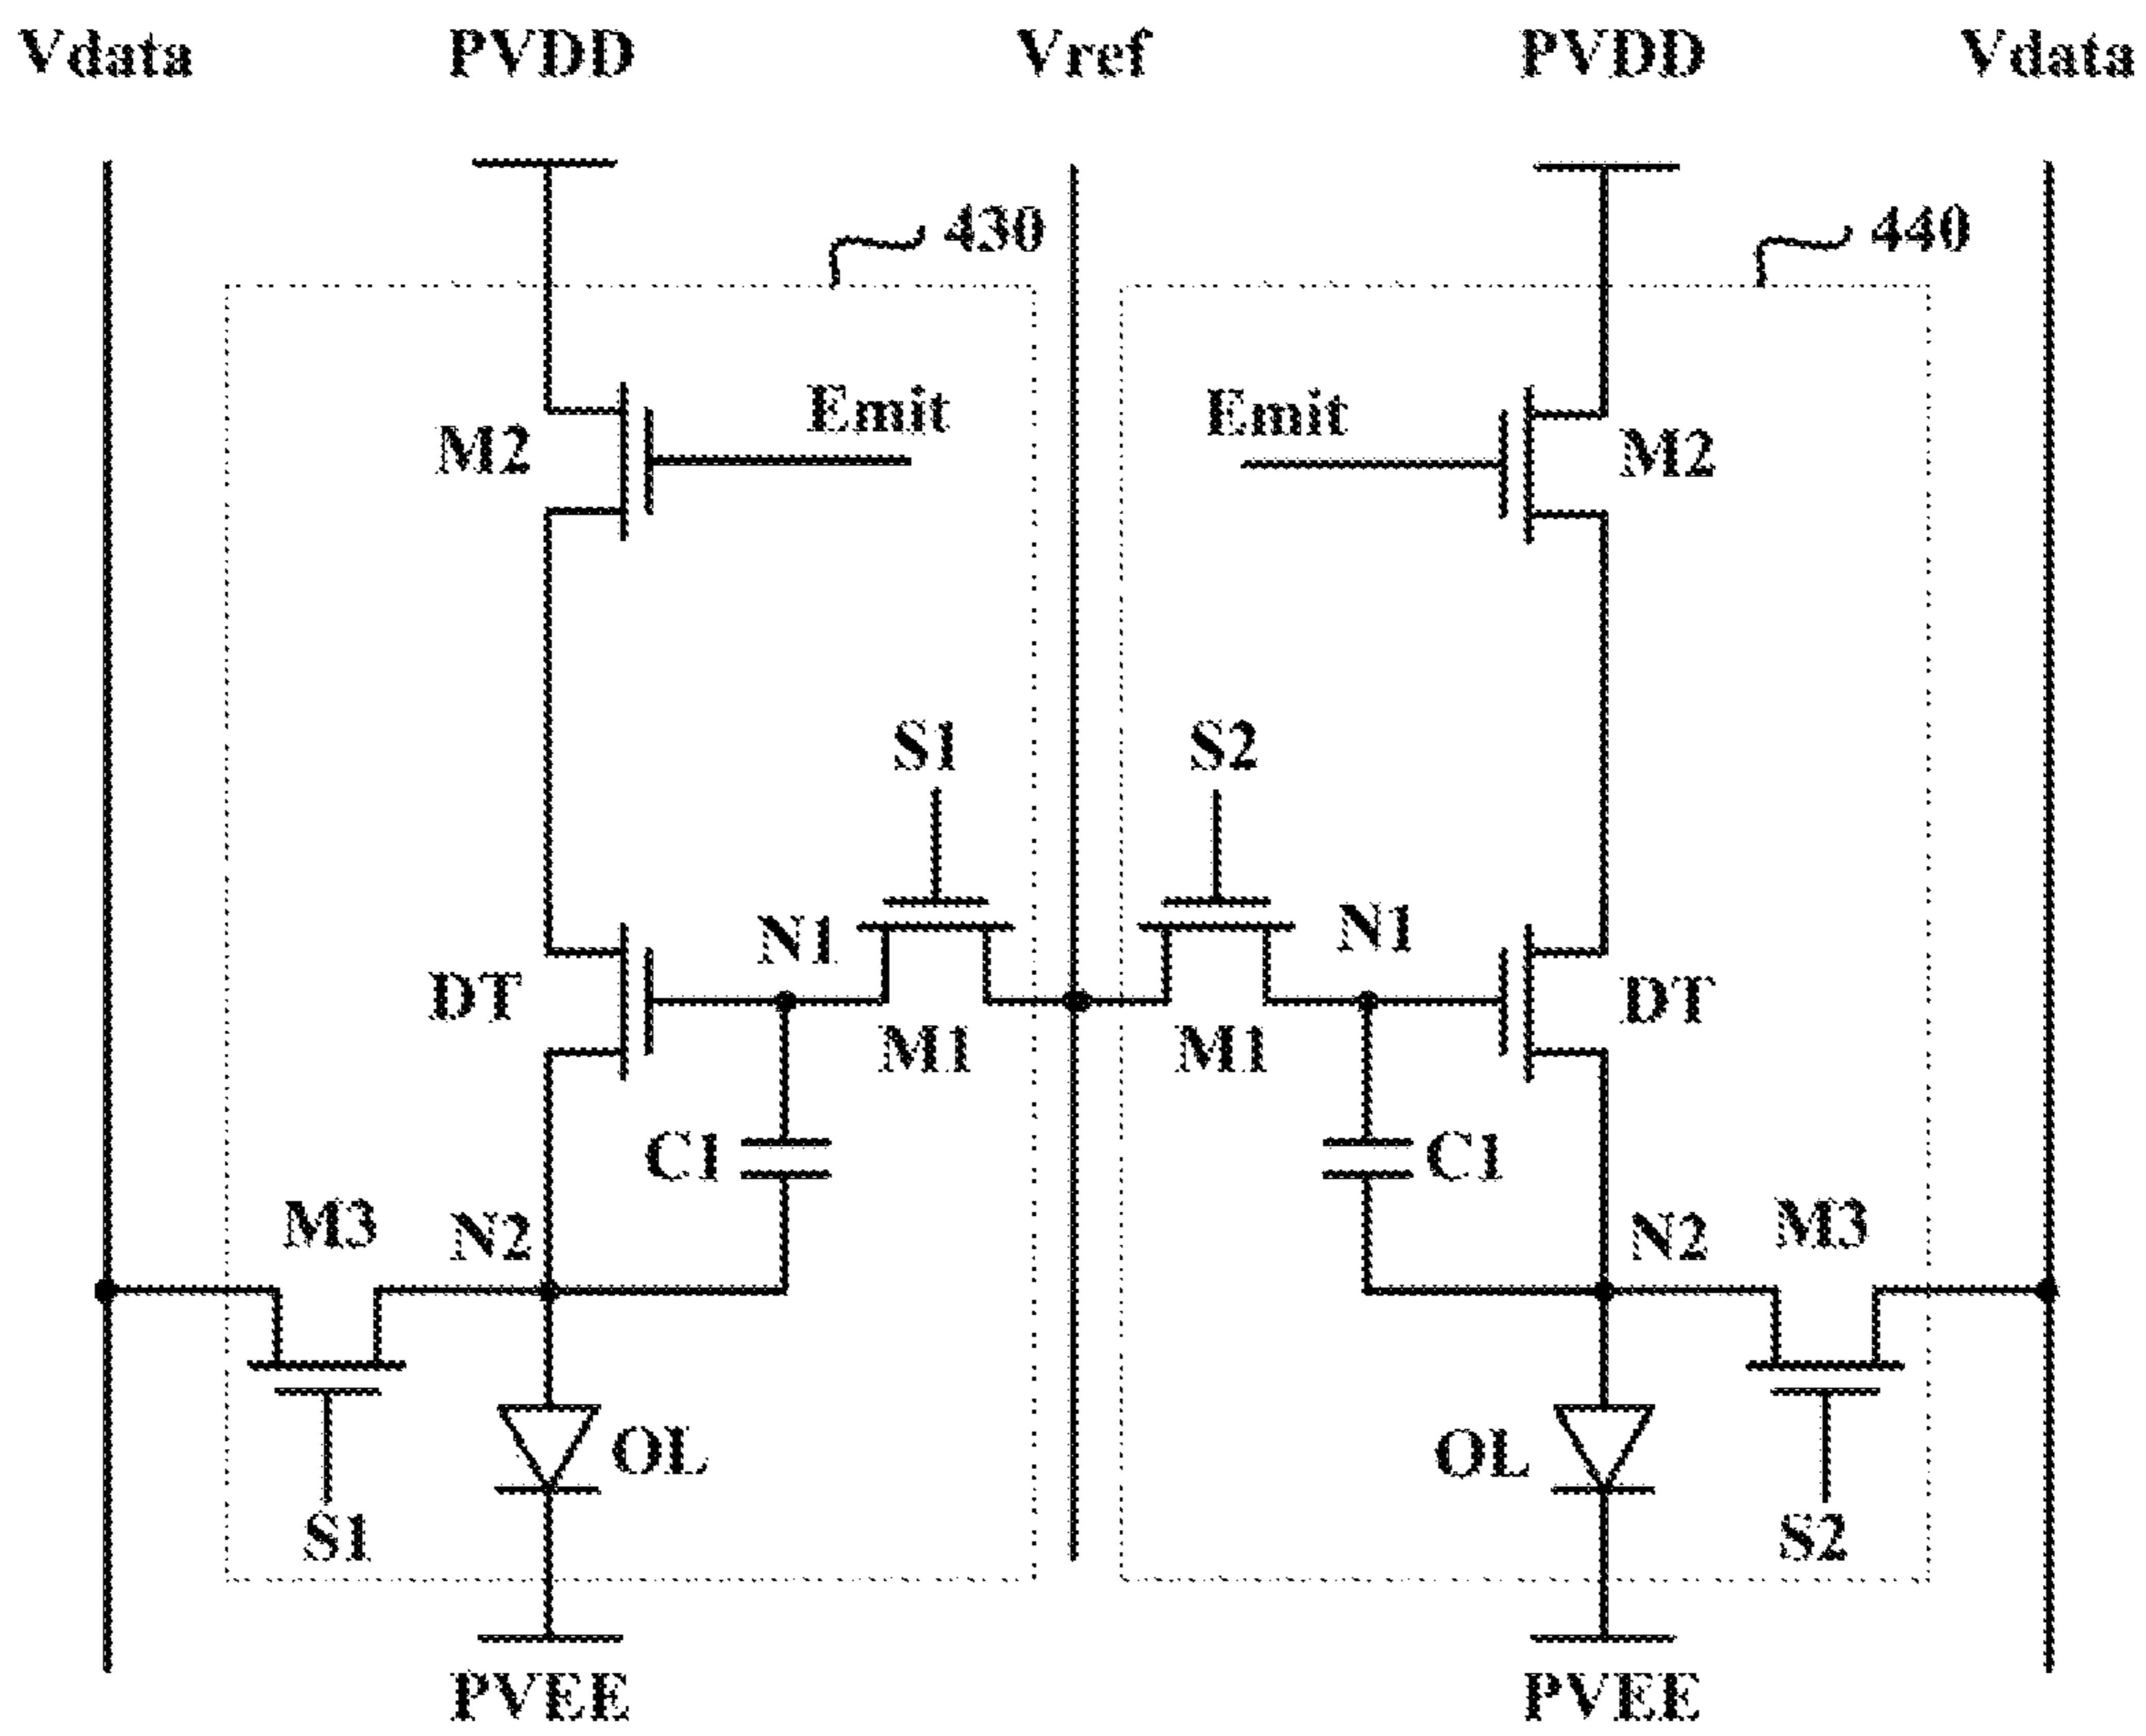 Vdata PVDD Vref PVDD Vdata
430 440
Emit Emit
M2 M2
S1 S2
N1 N1
DT DT
M1 M1
C1 C1
M3 N2 N2 M3
OL OL
S1 S2
PVEE PVEE